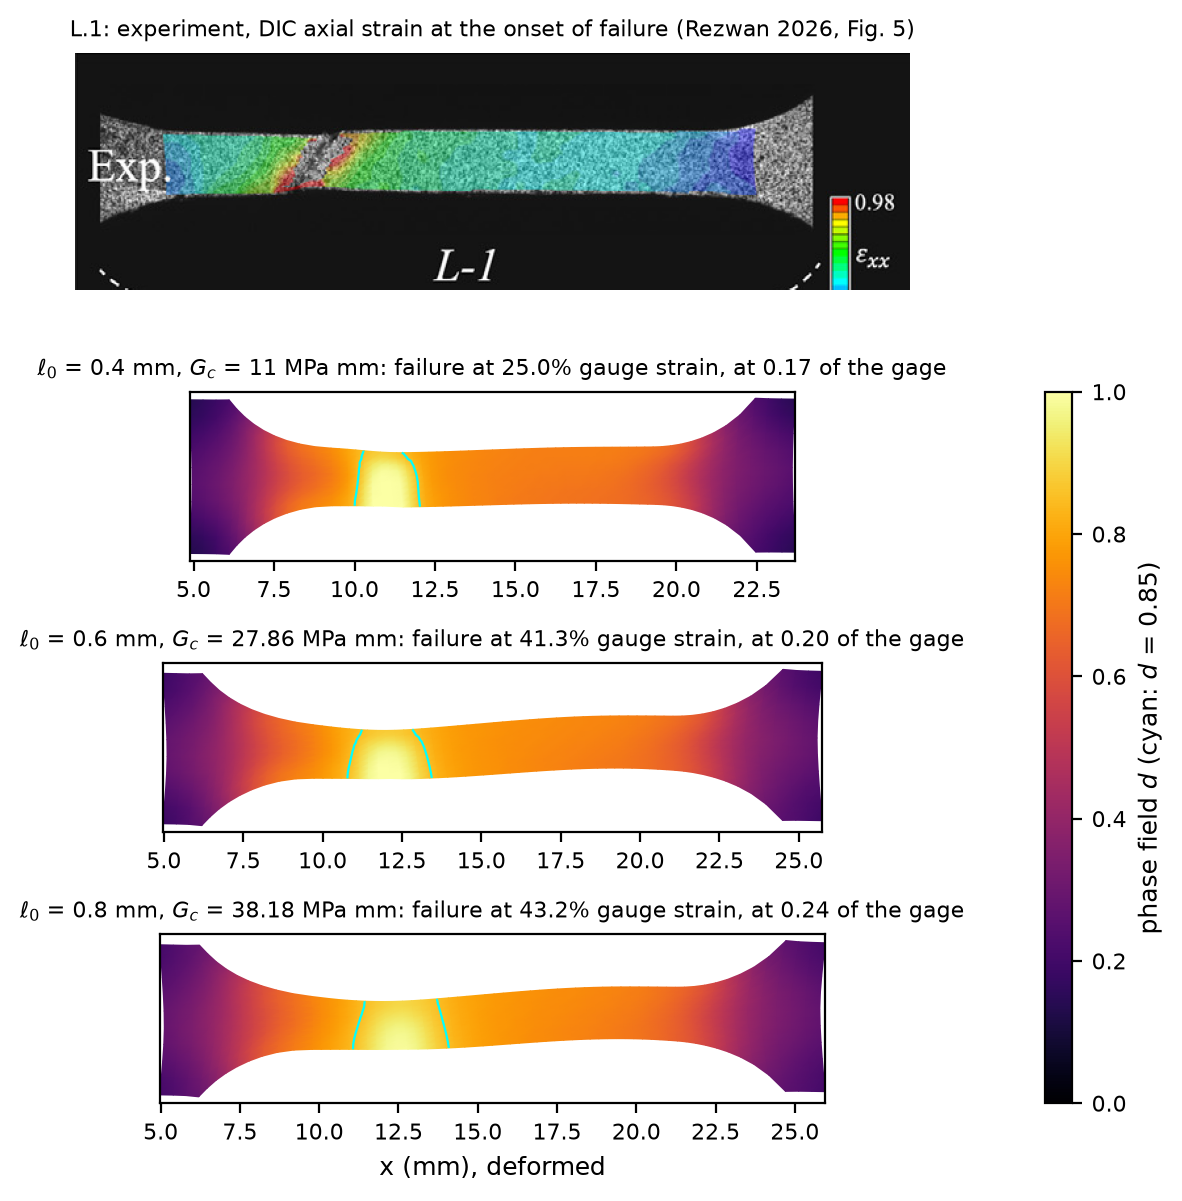 L.1: experiment, DIC axial strain at the onset of failure (Rezwan 2026, Fig. 5)
Exp.
0.98
εxx
L-1
ℓ0 = 0.4 mm, Gc = 11 MPa mm: failure at 25.0% gauge strain, at 0.17 of the gage
5.0 7.5 10.0 12.5 15.0 17.5 20.0 22.5
ℓ0 = 0.6 mm, Gc = 27.86 MPa mm: failure at 41.3% gauge strain, at 0.20 of the gage
5.0 7.5 10.0 12.5 15.0 17.5 20.0 22.5 25.0
ℓ0 = 0.8 mm, Gc = 38.18 MPa mm: failure at 43.2% gauge strain, at 0.24 of the gage
5.0 7.5 10.0 12.5 15.0 17.5 20.0 22.5 25.0
x (mm), deformed
1.0
0.8
0.6
0.4
0.2
0.0
phase field d (cyan: d = 0.85)